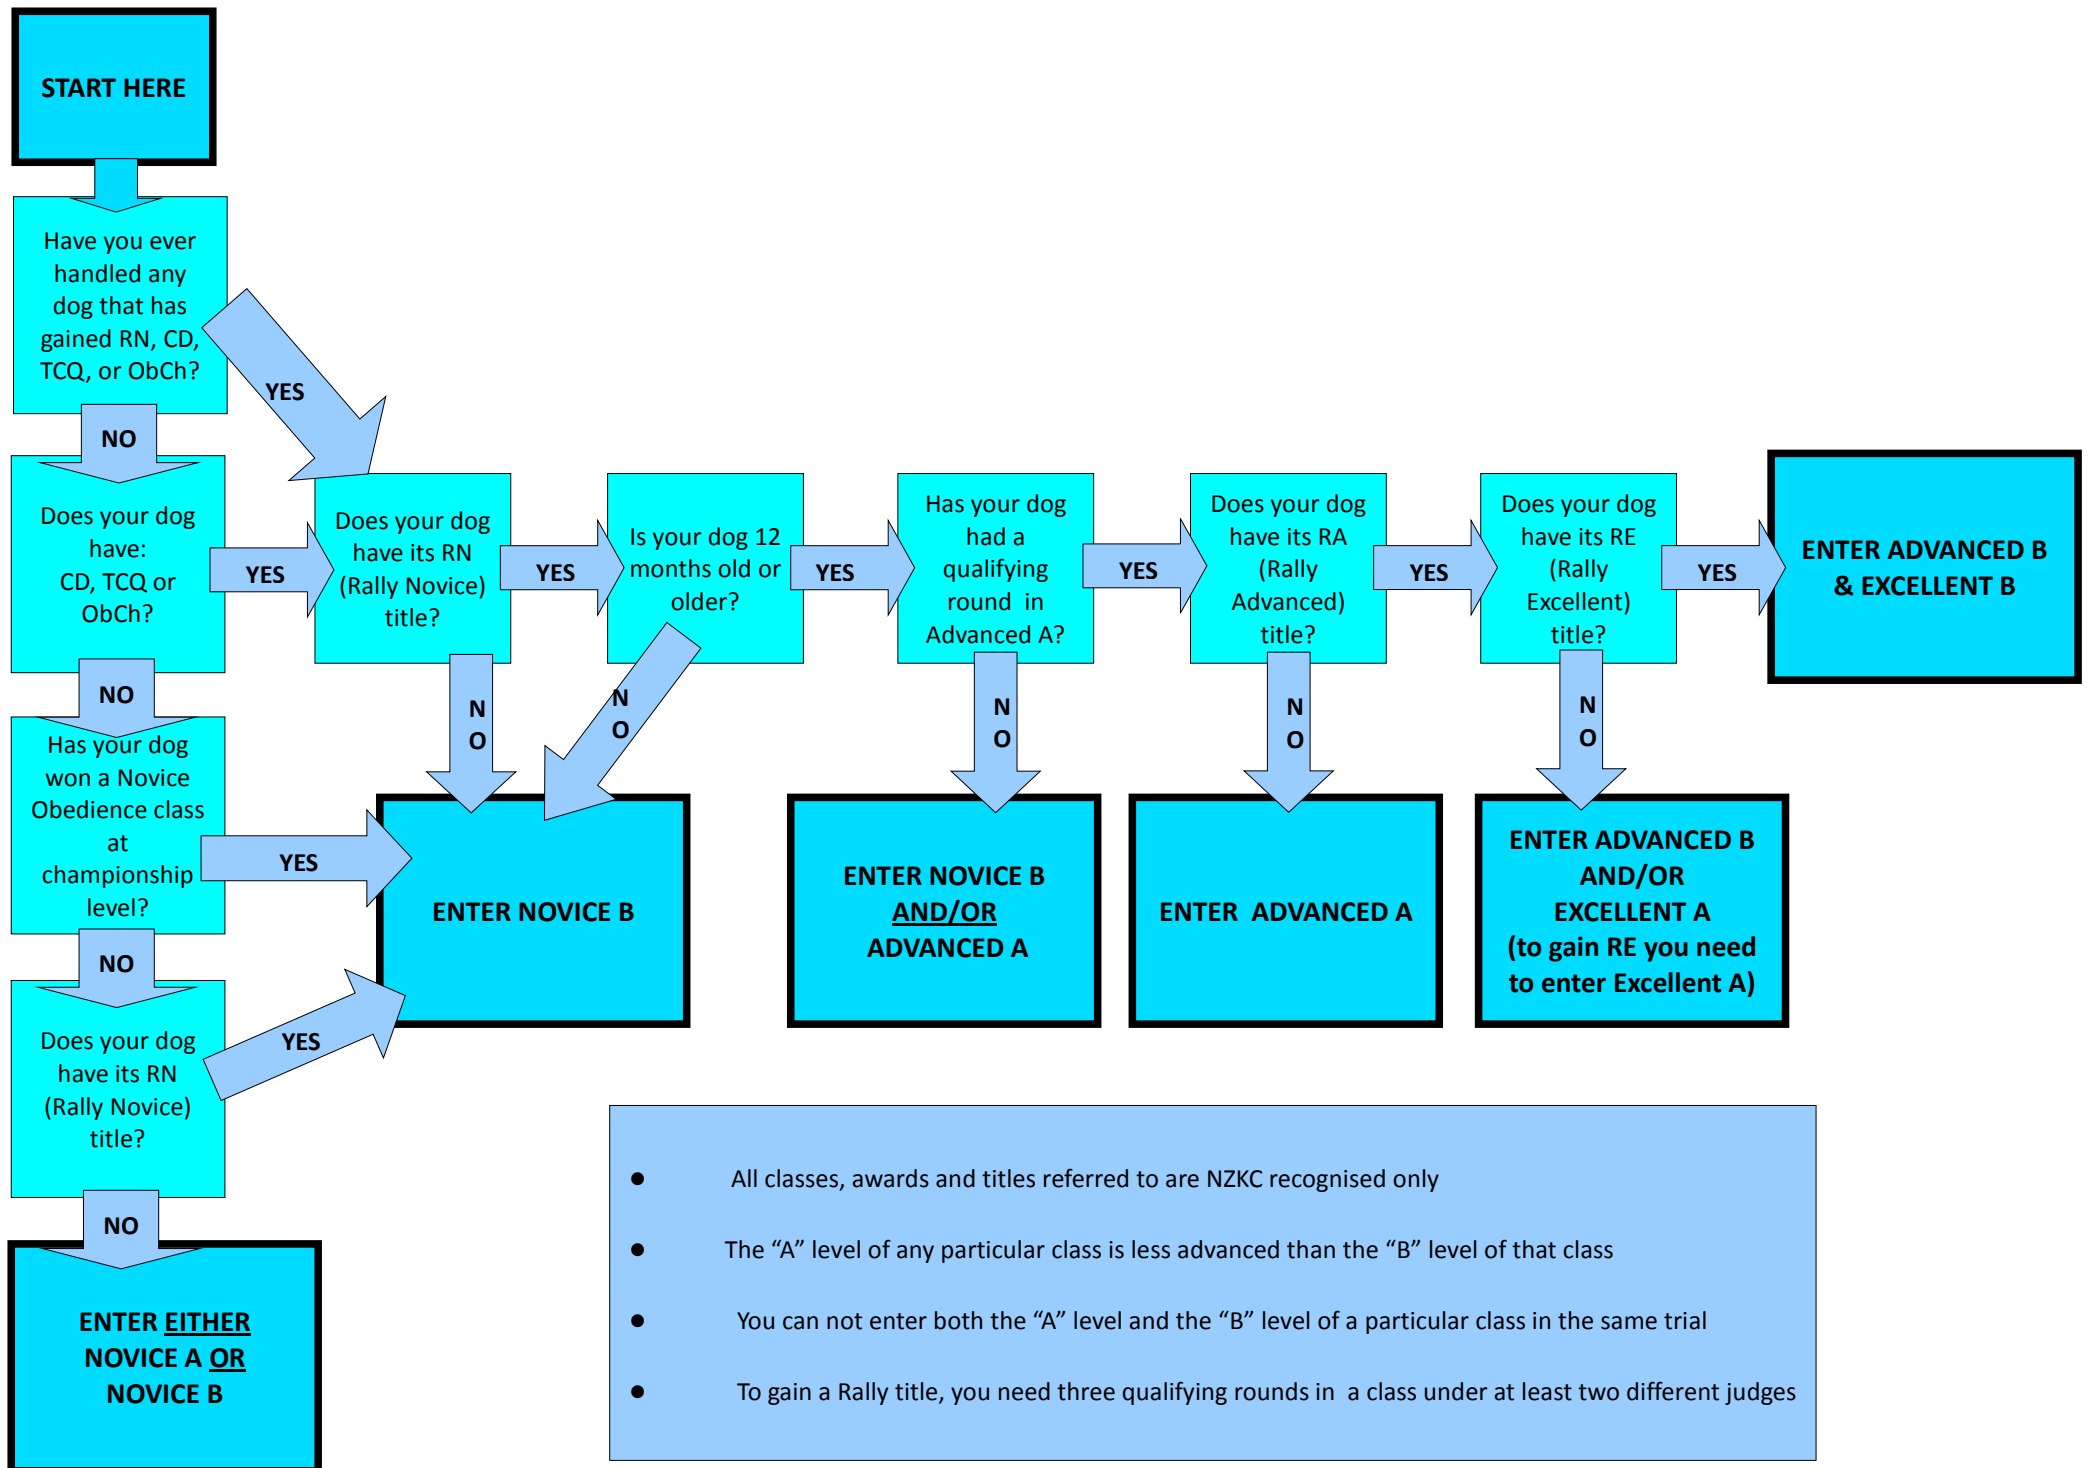 START HERE
Have you ever
handled any
dog that has
gained RN, CD,
TCQ, or ObCh?
YES
NO
Does your dog
have:
CD, TCQ or
ObCh?
YES
Does your dog
have its RN
(Rally Novice)
title?
YES
Is your dog 12
months old or
older?
YES
Has your dog
had a
qualifying
round in
Advanced A?
YES
Does your dog
have its RA
(Rally
Advanced)
title?
YES
Does your dog
have its RE
(Rally
Excellent)
title?
YES
ENTER ADVANCED B
& EXCELLENT B
NO
N
O
N
O
N
O
N
O
N
O
Has your dog
won a Novice
Obedience class
at
championship
level?
YES
ENTER NOVICE B
ENTER NOVICE B
AND/OR
ADVANCED A
ENTER ADVANCED A
ENTER ADVANCED B
AND/OR
EXCELLENT A
(to gain RE you need
to enter Excellent A)
NO
Does your dog
have its RN
(Rally Novice)
title?
YES
NO
ENTER EITHER
NOVICE A OR
NOVICE B
● All classes, awards and titles referred to are NZKC recognised only
● The “A” level of any particular class is less advanced than the “B” level of that class
● You can not enter both the “A” level and the “B” level of a particular class in the same trial
● To gain a Rally title, you need three qualifying rounds in a class under at least two different judges